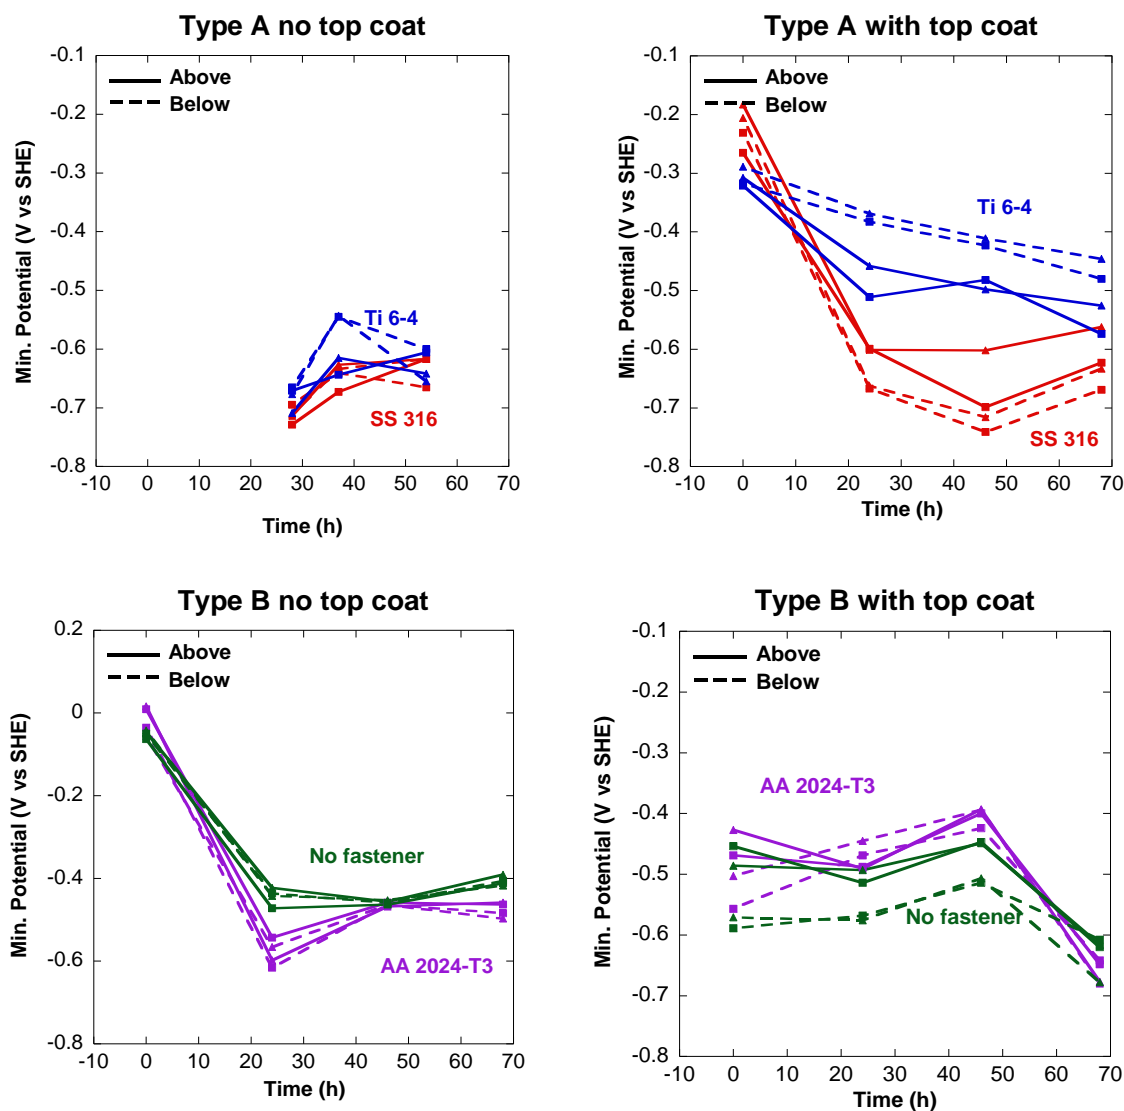 Type A no top coat
-0.1
-0.2
-0.3
-0.4
-0.5
-0.6
-0.7
-0.8
Min. Potential (V vs SHE)
Above
Below
Ti 6-4
SS 316
-10 0 10 20 30 40 50 60 70
Time (h)
Type A with top coat
-0.1
-0.2
-0.3
-0.4
-0.5
-0.6
-0.7
-0.8
Min. Potential (V vs SHE)
Above
Below
Ti 6-4
SS 316
-10 0 10 20 30 40 50 60 70
Time (h)
Type B no top coat
0.2
0
-0.2
-0.4
-0.6
-0.8
Min. Potential (V vs SHE)
Above
Below
No fastener
AA 2024-T3
-10 0 10 20 30 40 50 60 70
Time (h)
Type B with top coat
-0.1
-0.2
-0.3
-0.4
-0.5
-0.6
-0.7
-0.8
Min. Potential (V vs SHE)
Above
Below
AA 2024-T3
No fastener
-10 0 10 20 30 40 50 60 70
Time (h)